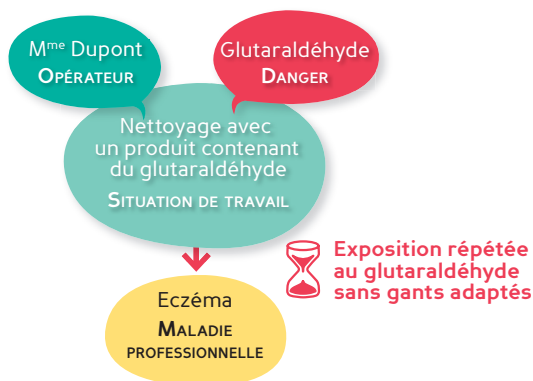 Mme Dupont
OPÉRATEUR
Glutaraldéhyde
DANGER
Nettoyage avec
un produit contenant
du glutaraldéhyde
SITUATION DE TRAVAIL
Exposition répétée
au glutaraldéhyde
sans gants adaptés
Eczéma
MALADIE
PROFESSIONNELLE